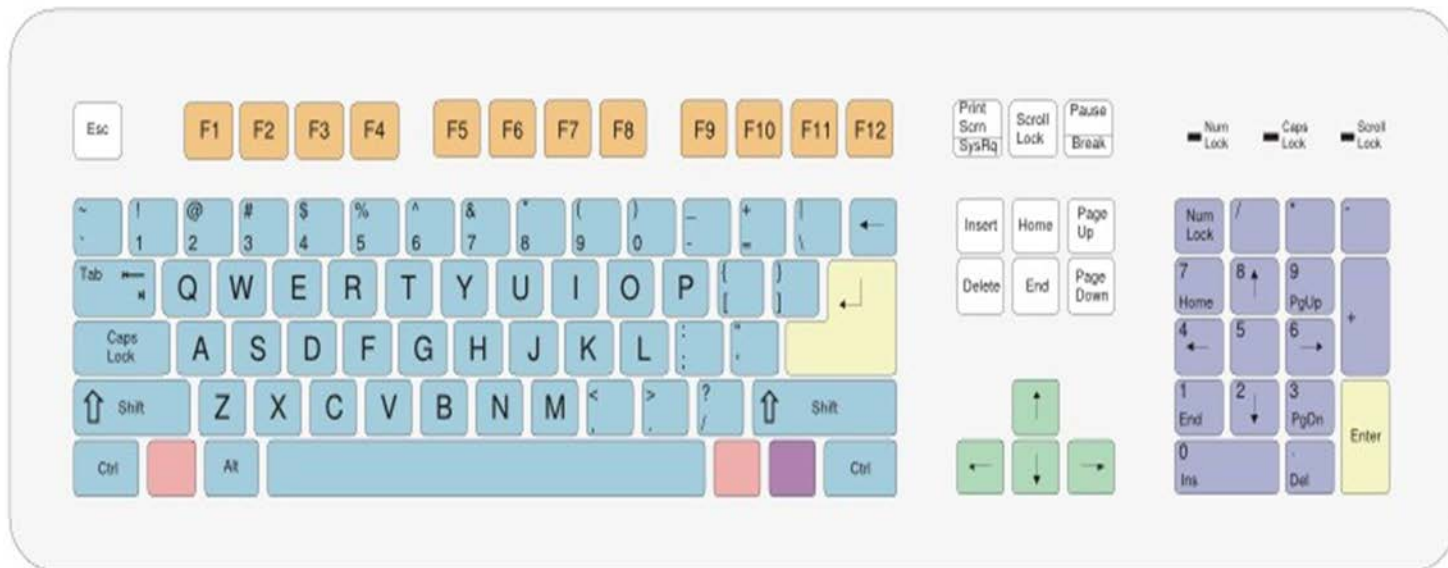 Esc F1 F2 F3 F4 F5 F6 F7 F8 F9 F10 F11 F12
~ ! @ # $ % ^ & * ( ) _ + |
` 1 2 3 4 5 6 7 8 9 0 - = \ ←
Tab Q W E R T Y U I O P { }
[ ]
Caps
Lock
A S D F G H J K L : "
; '
Shift Z X C V B N M < > ? Shift
, . /
Ctrl Alt Ctrl
Print
Scrn
SysRq
Scroll
Lock
Pause
Break
Insert Home Page
Up
Delete End Page
Down
↑
← ↓ →
Num
Lock
Caps
Lock
Scroll
Lock
Num
Lock
/ * -
7 8 ↑ 9
Home PgUp
+
4 5 6
← →
1 2 3
End ↓ PgDn
Enter
0 .
Ins Del